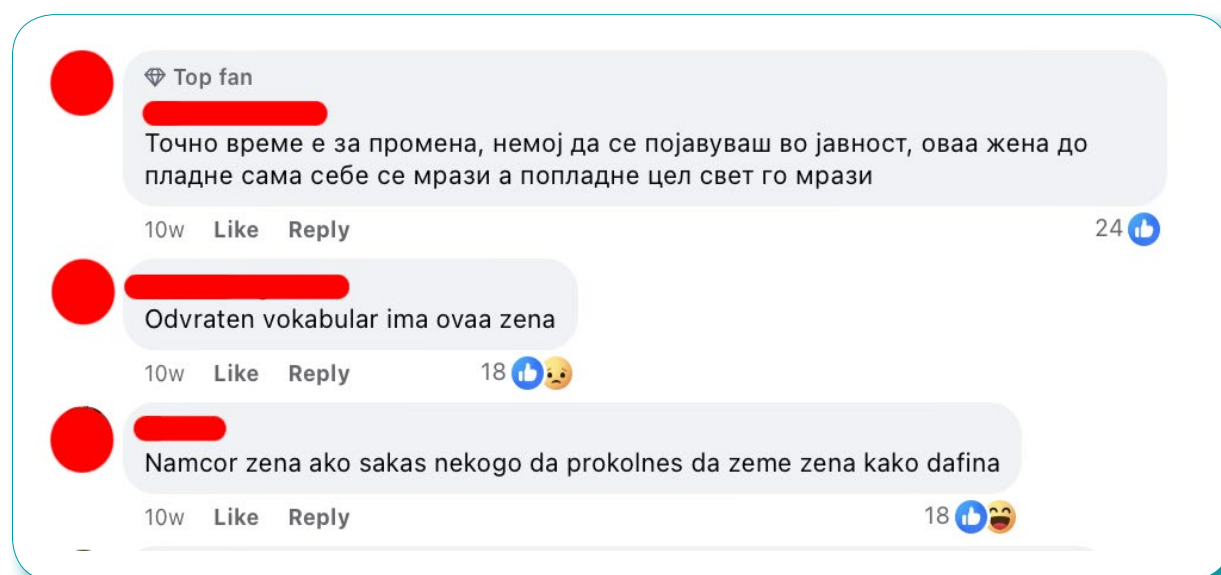 Top fan
Точно време е за промена, немој да се појавуваш во јавност, оваа жена до
пладне сама себе се мрази а попладне цел свет го мрази
10w Like Reply 24
Odvraten vokabular ima ovaa zena
10w Like Reply 18
Namcor zena ako sakas nekogo da prokolnes da zeme zena kako dafina
10w Like Reply 18